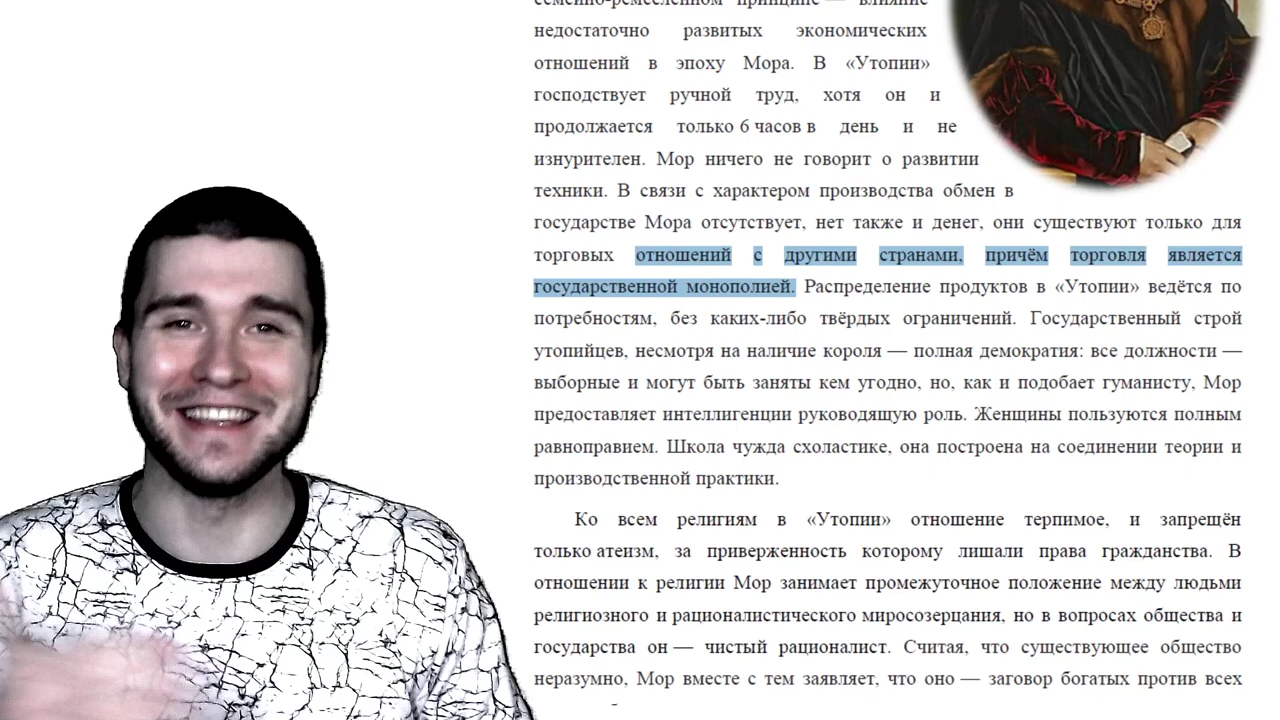 семейно-ремесленном принципе — влияние
недостаточно развитых экономических
отношений в эпоху Мора. В «Утопии»
господствует ручной труд, хотя он и
продолжается только 6 часов в день и не
изнурителен. Мор ничего не говорит о развитии
техники. В связи с характером производства обмен в
государстве Мора отсутствует, нет также и денег, они существуют только для
торговых отношений с другими странами, причём торговля является
государственной монополией. Распределение продуктов в «Утопии» ведётся по
потребностям, без каких-либо твёрдых ограничений. Государственный строй
утопийцев, несмотря на наличие короля — полная демократия: все должности —
выборные и могут быть заняты кем угодно, но, как и подобает гуманисту, Мор
предоставляет интеллигенции руководящую роль. Женщины пользуются полным
равноправием. Школа чужда схоластике, она построена на соединении теории и
производственной практики.
Ко всем религиям в «Утопии» отношение терпимое, и запрещён
только атеизм, за приверженность которому лишали права гражданства. В
отношении к религии Мор занимает промежуточное положение между людьми
религиозного и рационалистического миросозерцания, но в вопросах общества и
государства он — чистый рационалист. Считая, что существующее общество
неразумно, Мор вместе с тем заявляет, что оно — заговор богатых против всех